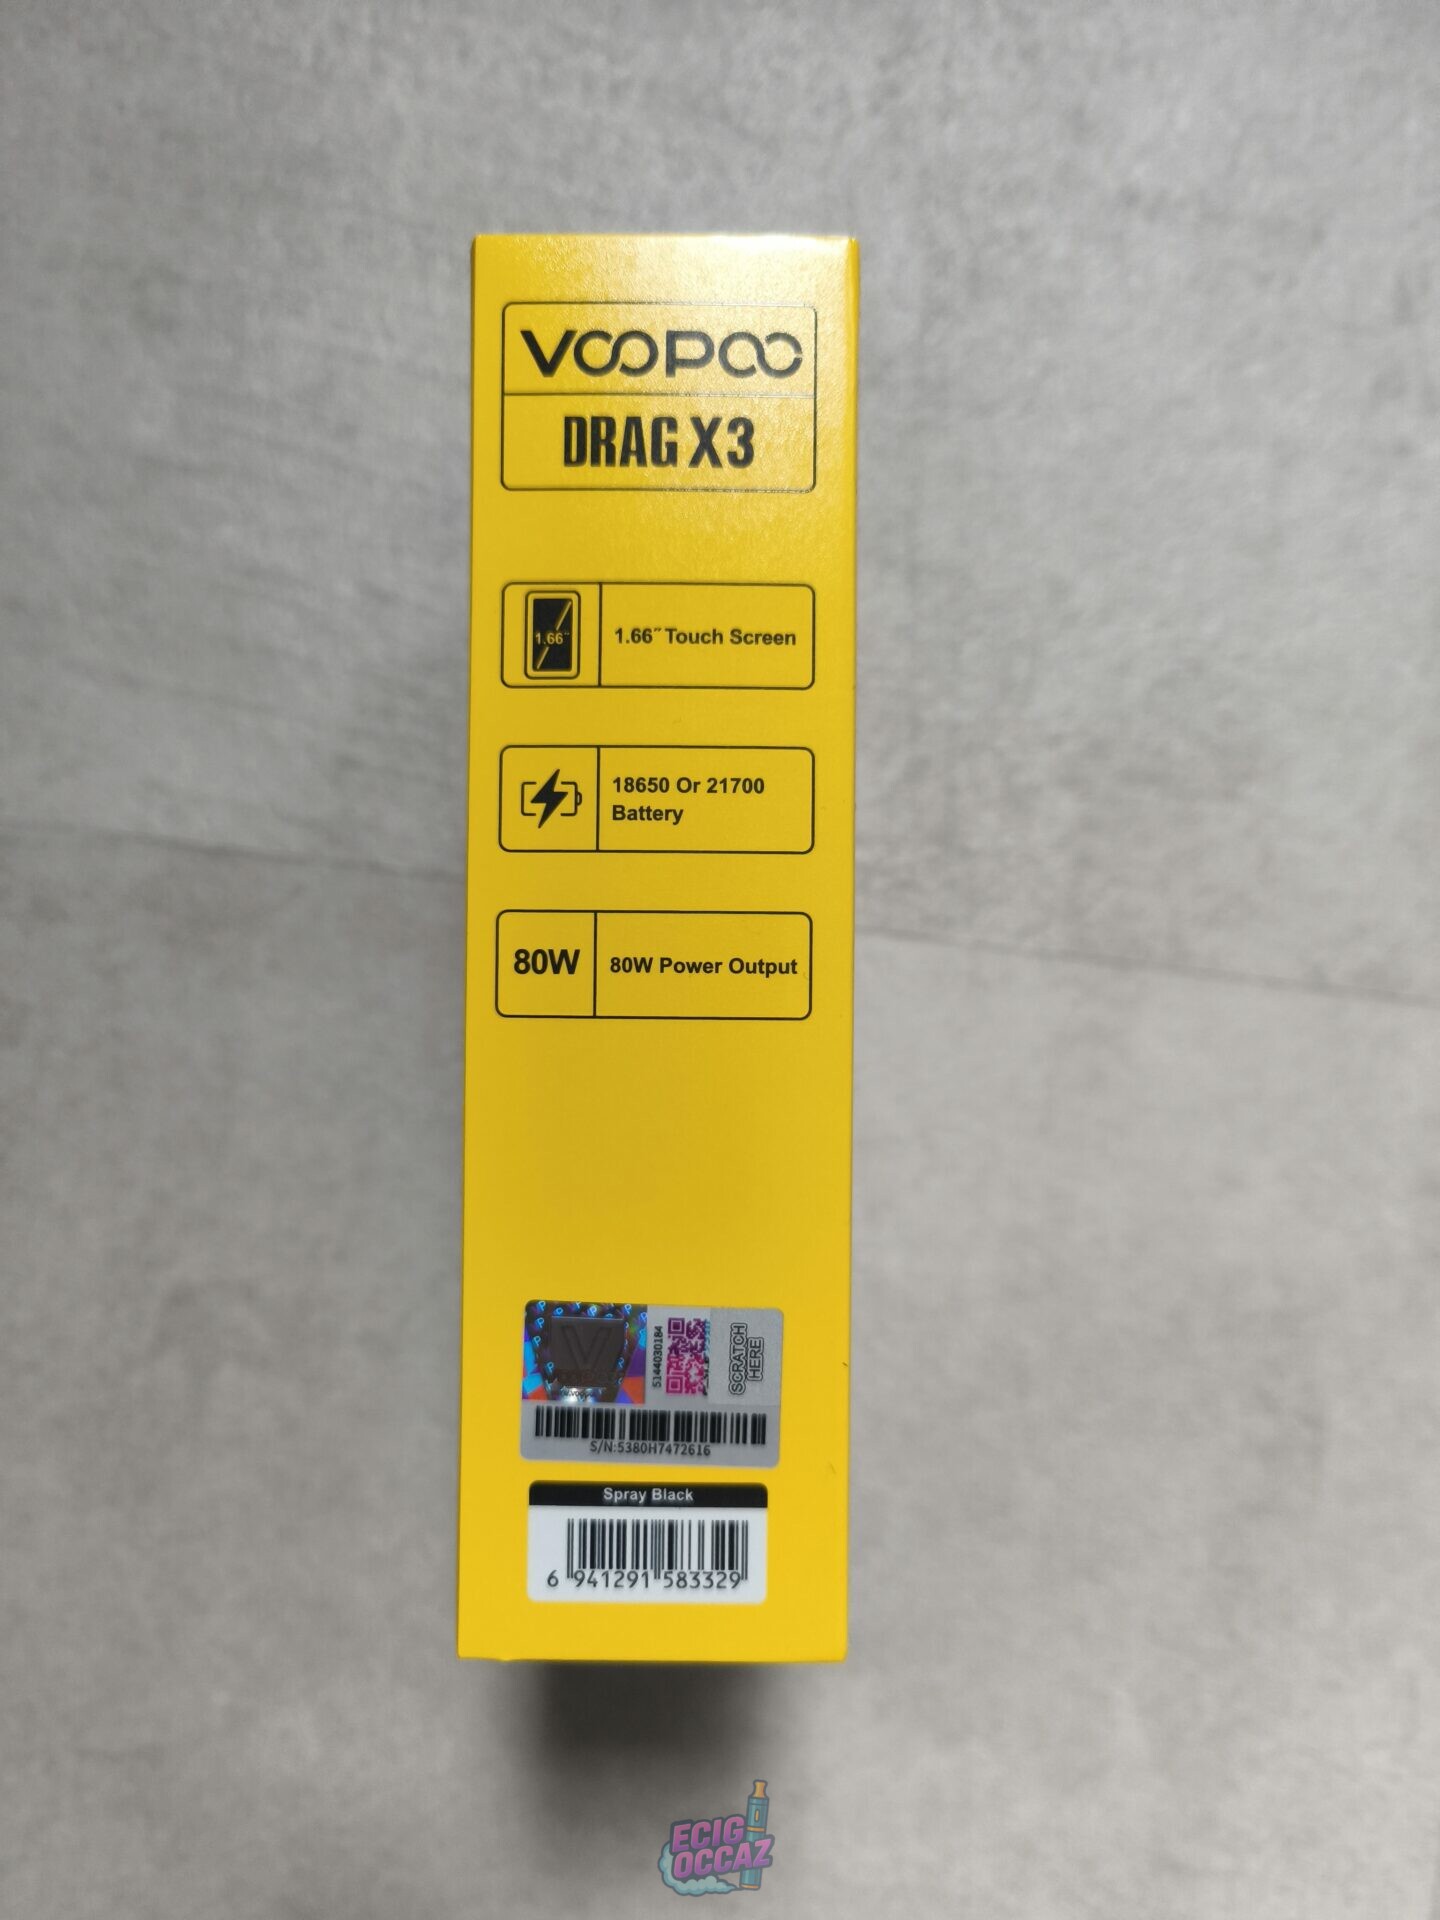 VOOPOO
DRAG X3
1.66"
1.66″ Touch Screen
18650 Or 21700
Battery
80W
80W Power Output
5144030184
SCRATCH
HERE
S/N:5380H7472616
Spray Black
6 941291 583329
ECIG
OCCAZ